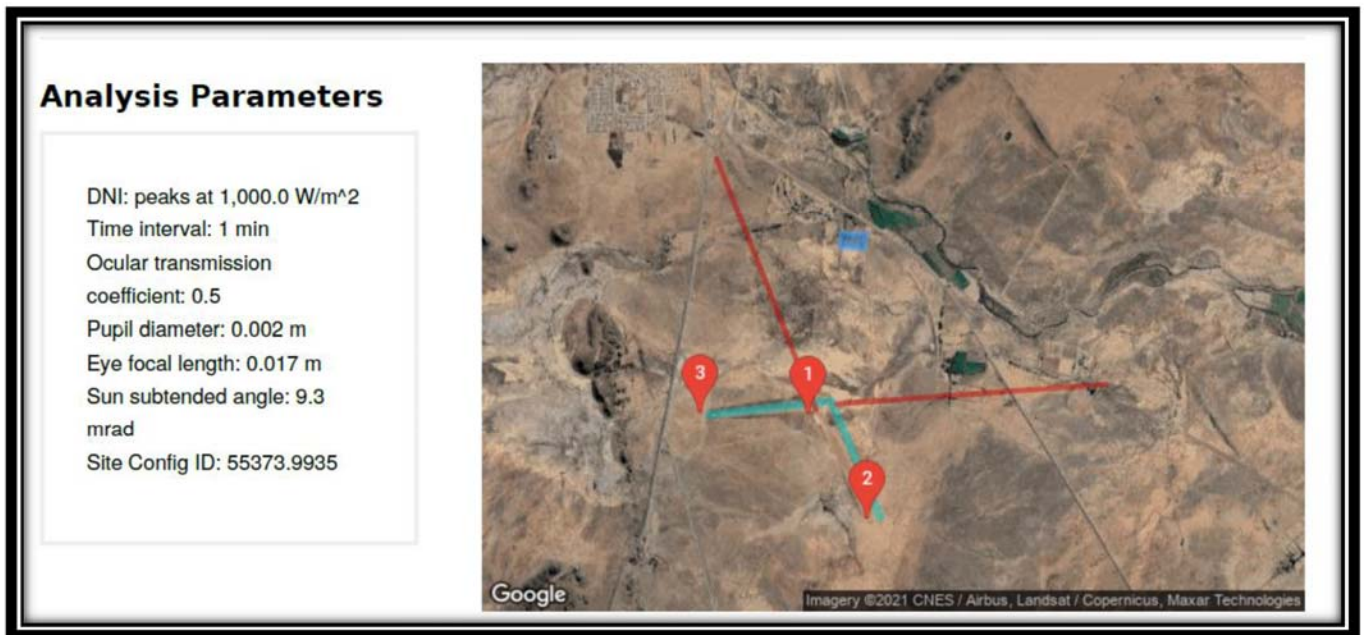 Analysis Parameters
DNI: peaks at 1,000.0 W/m^2
Time interval: 1 min
Ocular transmission
coefficient: 0.5
Pupil diameter: 0.002 m
Eye focal length: 0.017 m
Sun subtended angle: 9.3
mrad
Site Config ID: 55373.9935
3
1
2
Google
Imagery ©2021 CNES / Airbus, Landsat / Copernicus, Maxar Technologies